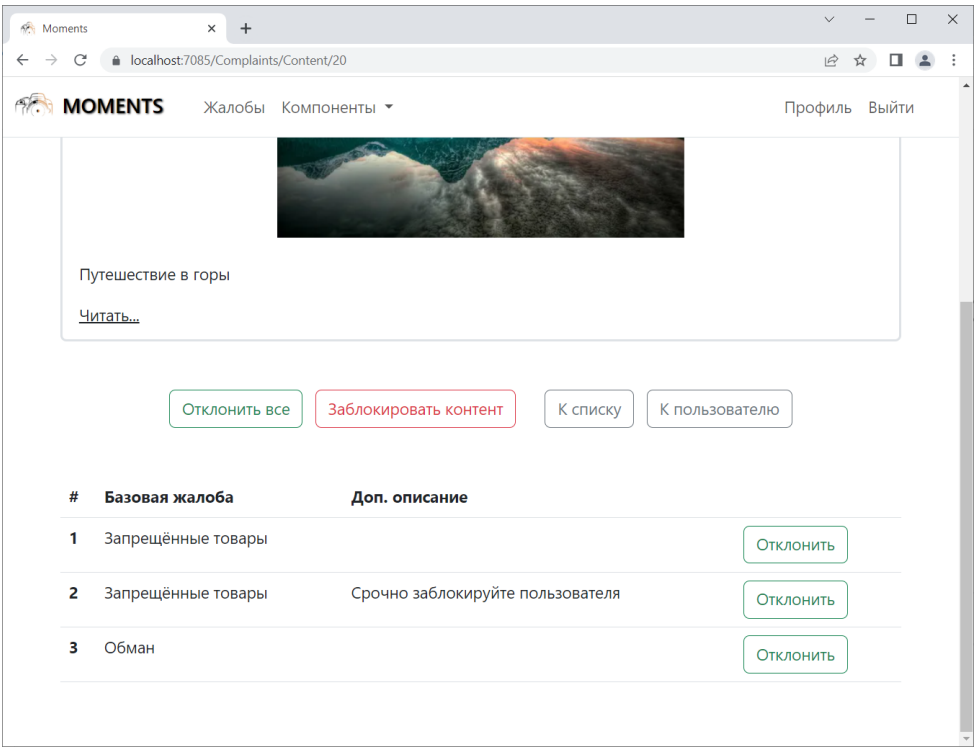 Moments
localhost:7085/Complaints/Content/20
MOMENTS Жалобы Компоненты Профиль Выйти
Путешествие в горы
Читать...
Отклонить все Заблокировать контент К списку К пользователю
# Базовая жалоба Доп. описание
1 Запрещённые товары Отклонить
2 Запрещённые товары Срочно заблокируйте пользователя Отклонить
3 Обман Отклонить